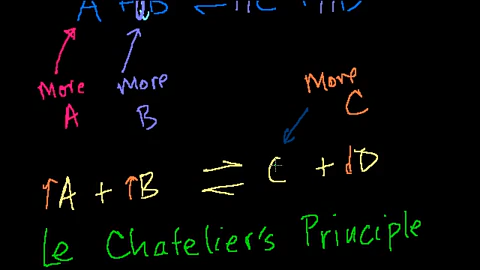 A + B ⇌ C + D
More A
More B
More C
↑A + ↑B ⇌ C + ↓D
Le Chatelier's Principle